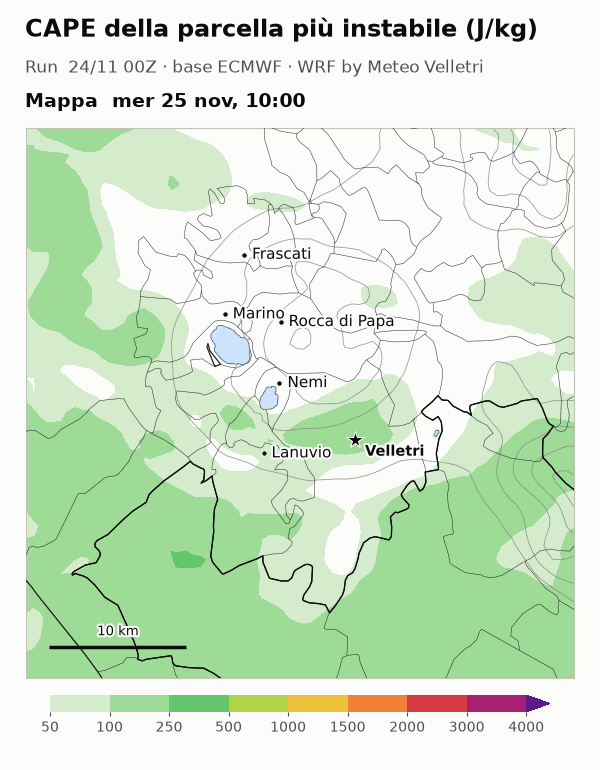 CAPE della parcella più instabile (J/kg)
Run  24/11 00Z · base ECMWF · WRF by Meteo Velletri
Mappa  mer 25 nov, 10:00
Frascati
Marino
Rocca di Papa
Nemi
Velletri
Lanuvio
10 km
50 100 250 500 1000 1500 2000 3000 4000